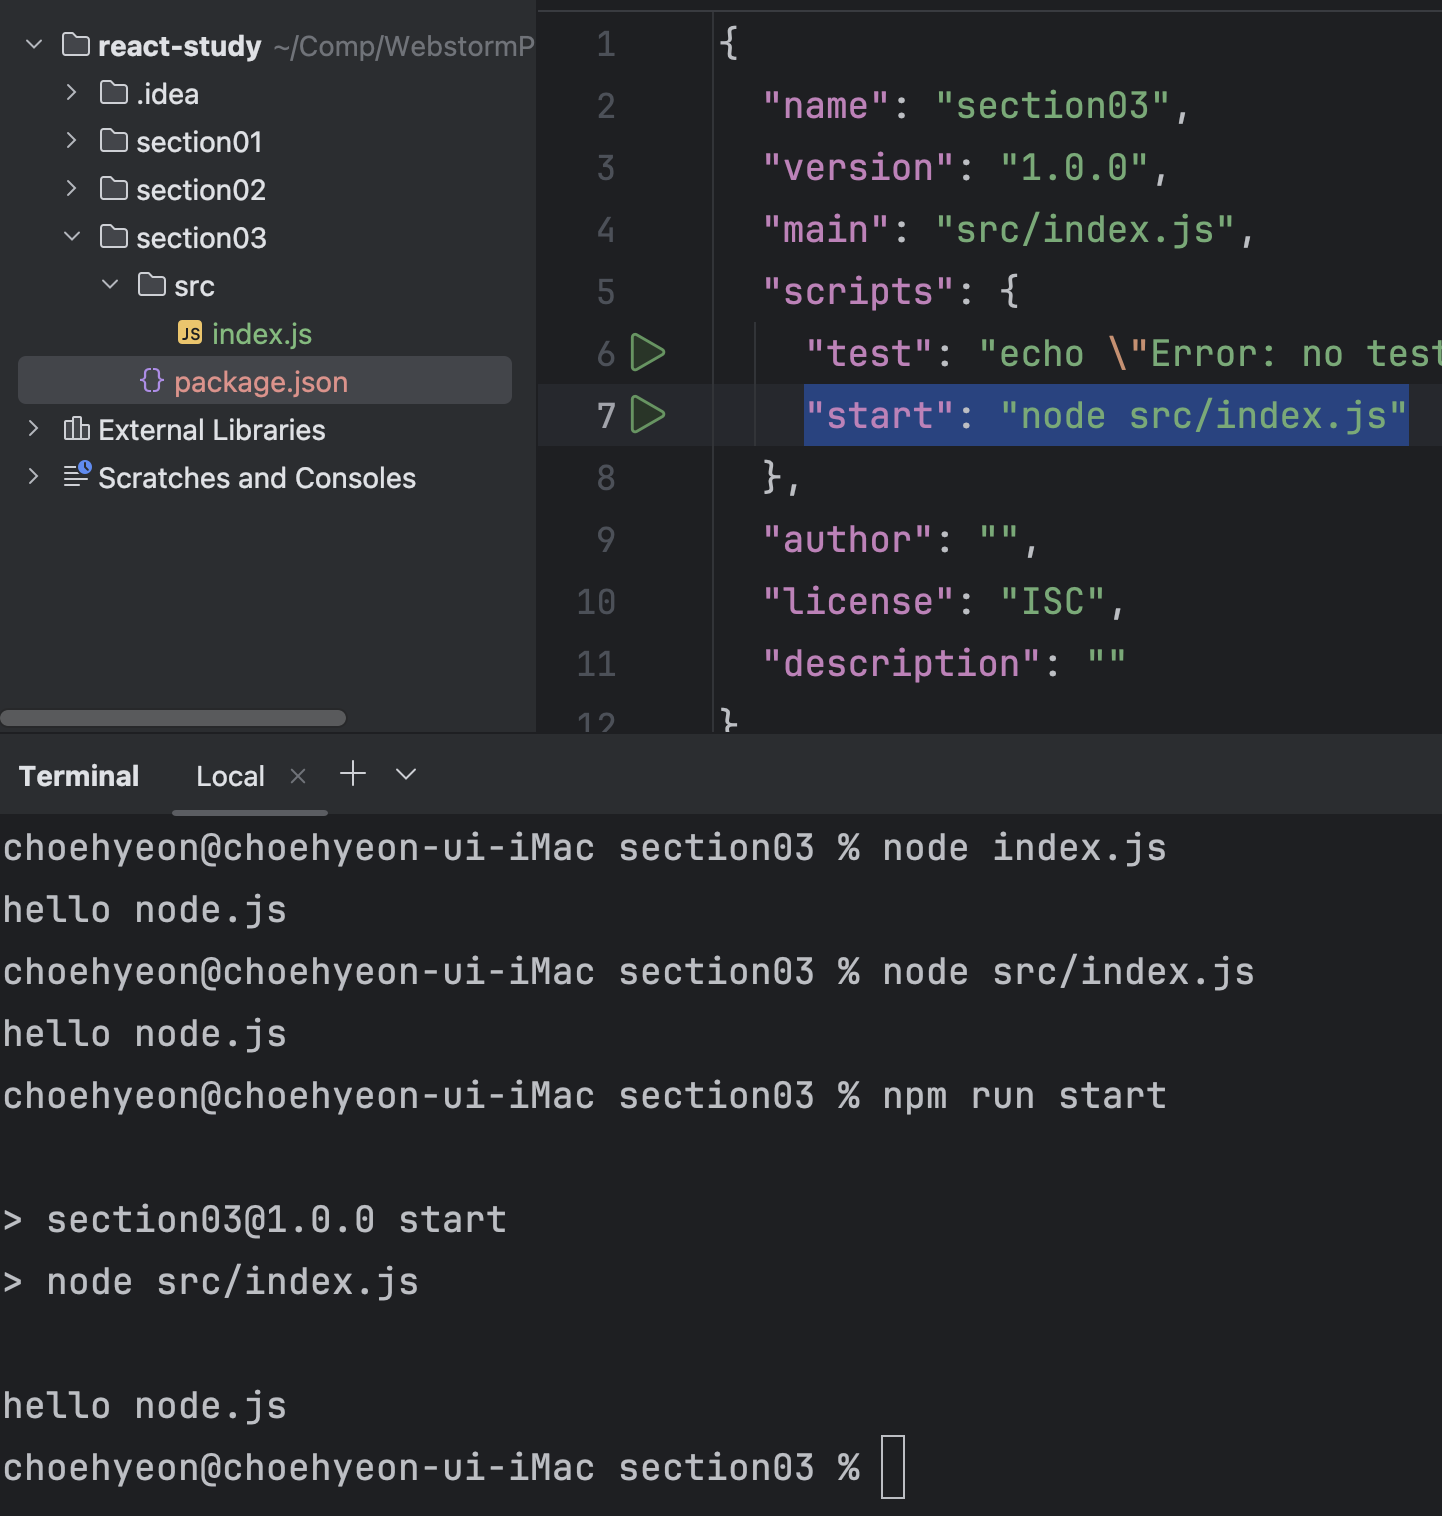 react-study ~/Comp/WebstormP
.idea
section01
section02
section03
src
JS index.js
{} package.json
External Libraries
Scratches and Consoles
1 {
2 "name": "section03",
3 "version": "1.0.0",
4 "main": "src/index.js",
5 "scripts": {
6 "test": "echo \"Error: no test
7 "start": "node src/index.js"
8 },
9 "author": "",
10 "license": "ISC",
11 "description": ""
12 }
Terminal Local
choehyeon@choehyeon-ui-iMac section03 % node index.js
hello node.js
choehyeon@choehyeon-ui-iMac section03 % node src/index.js
hello node.js
choehyeon@choehyeon-ui-iMac section03 % npm run start
> section03@1.0.0 start
> node src/index.js
hello node.js
choehyeon@choehyeon-ui-iMac section03 %